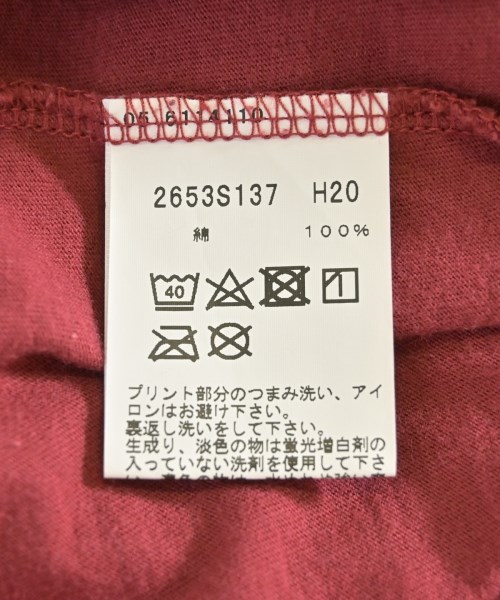 05 6114110
2653S137 H20
綿 100%
40
プリント部分のつまみ洗い、アイ
ロンはお避け下さい。
裏返し洗いをして下さい。
生成り、淡色の物は蛍光増白剤の
入っていない洗剤を使用して下さ